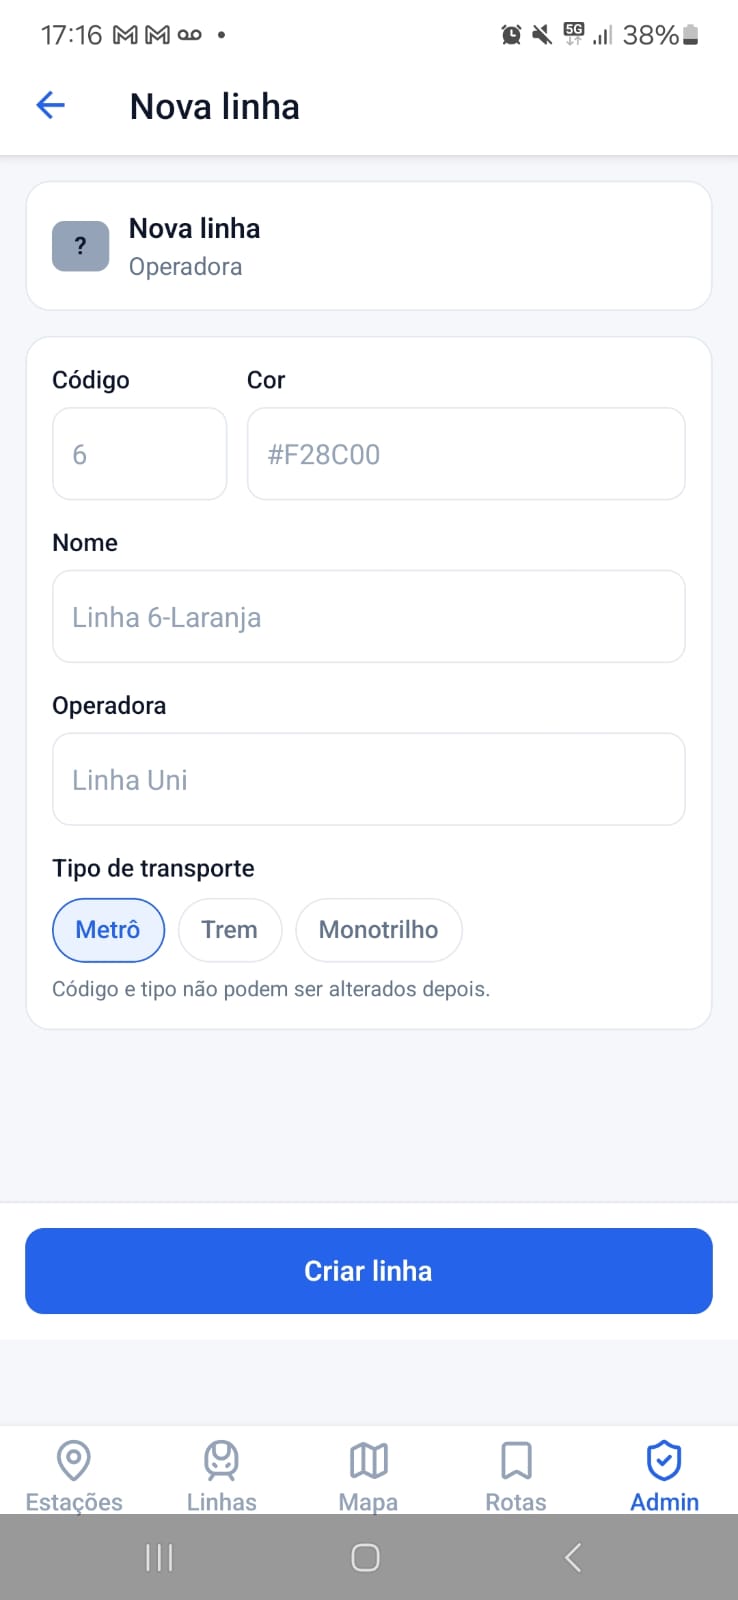 17:16
5G
38%
Nova linha
?
Nova linha
Operadora
Código
Cor
6
#F28C00
Nome
Linha 6-Laranja
Operadora
Linha Uni
Tipo de transporte
Metrô
Trem
Monotrilho
Código e tipo não podem ser alterados depois.
Criar linha
Estações
Linhas
Mapa
Rotas
Admin